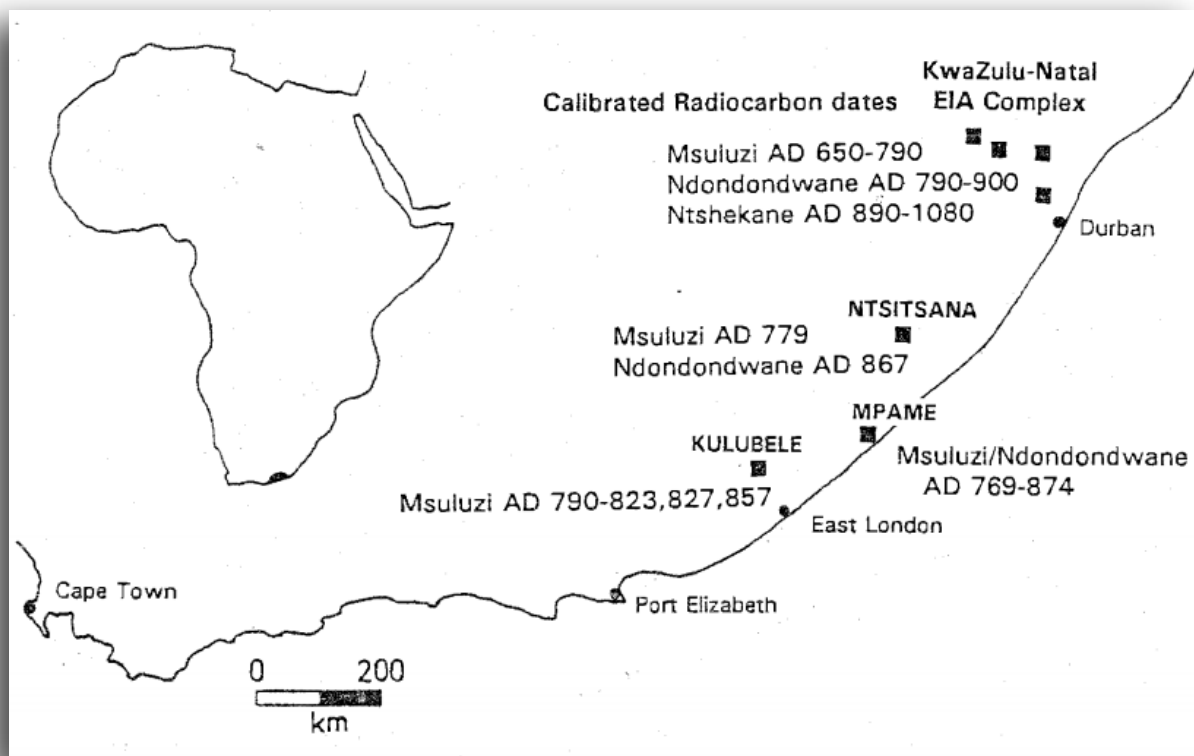 KwaZulu-Natal
Calibrated Radiocarbon dates EIA Complex
Msuluzi AD 650-790
Ndondondwane AD 790-900
Ntshekane AD 890-1080
Durban
NTSITSANA
Msuluzi AD 779
Ndondondwane AD 867
MPAME
KULUBELE
Msuluzi/Ndondondwane
AD 769-874
Msuluzi AD 790-823,827,857
East London
Cape Town
Port Elizabeth
0 200
km